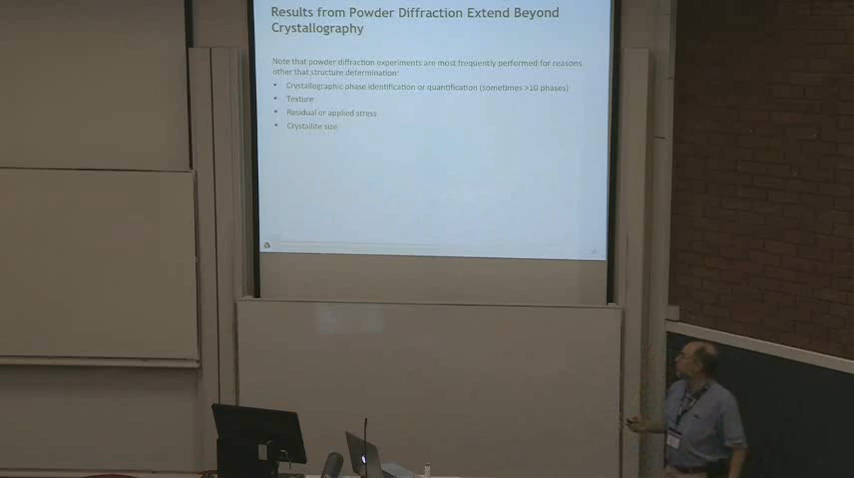 Results from Powder Diffraction Extend Beyond
Crystallography
Note that powder diffraction experiments are most frequently performed for reasons
other that structure determination:
• Crystallographic phase identification or quantification (sometimes >10 phases)
• Texture
• Residual or applied stress
• Crystallite size